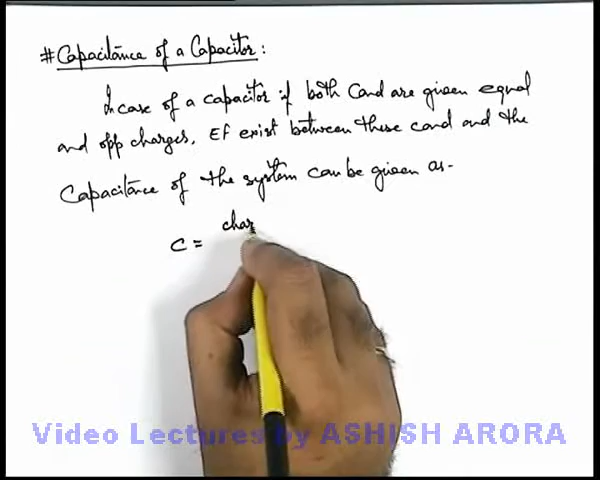 # Capacitance of a Capacitor :
In case of a capacitor if both Cond are given equal
and opp charges, EF exist between these cond and the
Capacitance of the system can be given as-
char
C =
Video Lectures by ASHISH ARORA